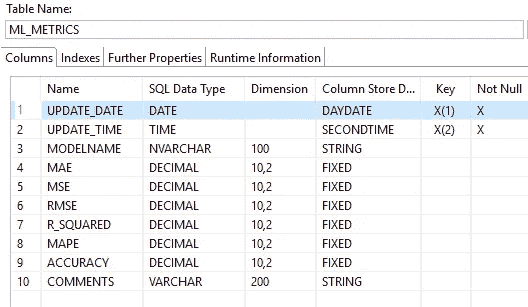 Table Name:
ML_METRICS
Columns Indexes Further Properties Runtime Information
Name SQL Data Type Dimension Column Store D... Key Not Null
1 UPDATE_DATE DATE DAYDATE X(1) X
2 UPDATE_TIME TIME SECONDTIME X(2) X
3 MODELNAME NVARCHAR 100 STRING
4 MAE DECIMAL 10,2 FIXED
5 MSE DECIMAL 10,2 FIXED
6 RMSE DECIMAL 10,2 FIXED
7 R_SQUARED DECIMAL 10,2 FIXED
8 MAPE DECIMAL 10,2 FIXED
9 ACCURACY DECIMAL 10,2 FIXED
10 COMMENTS VARCHAR 200 STRING